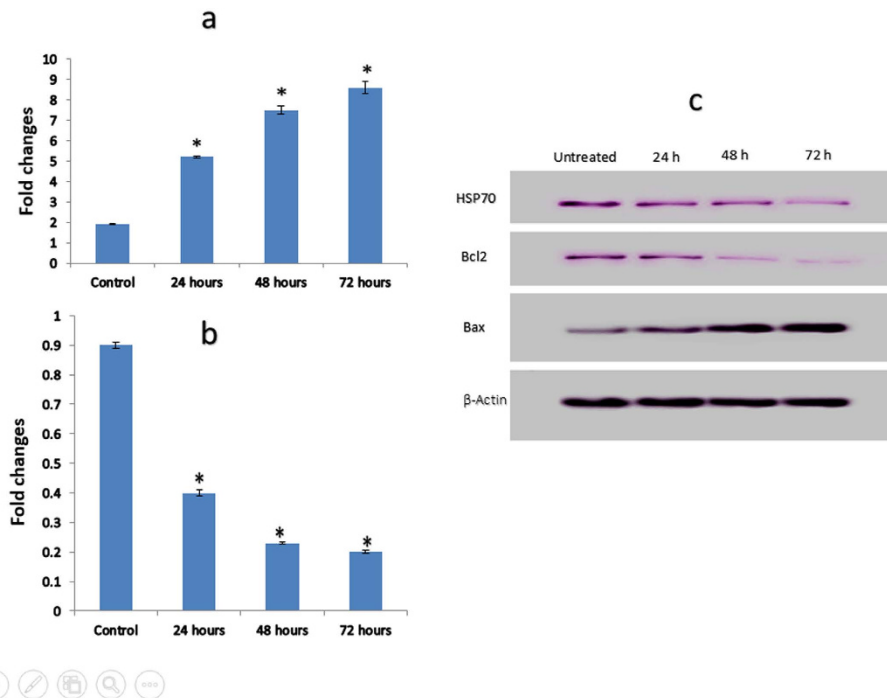 a
10
9
8
7
6
5
4
3
2
1
0
Fold changes
*
*
*
Control 24 hours 48 hours 72 hours
b
1
0.9
0.8
0.7
0.6
0.5
0.4
0.3
0.2
0.1
0
Fold changes
*
*
*
Control 24 hours 48 hours 72 hours
c
Untreated 24 h 48 h 72 h
HSP70
Bcl2
Bax
β-Actin